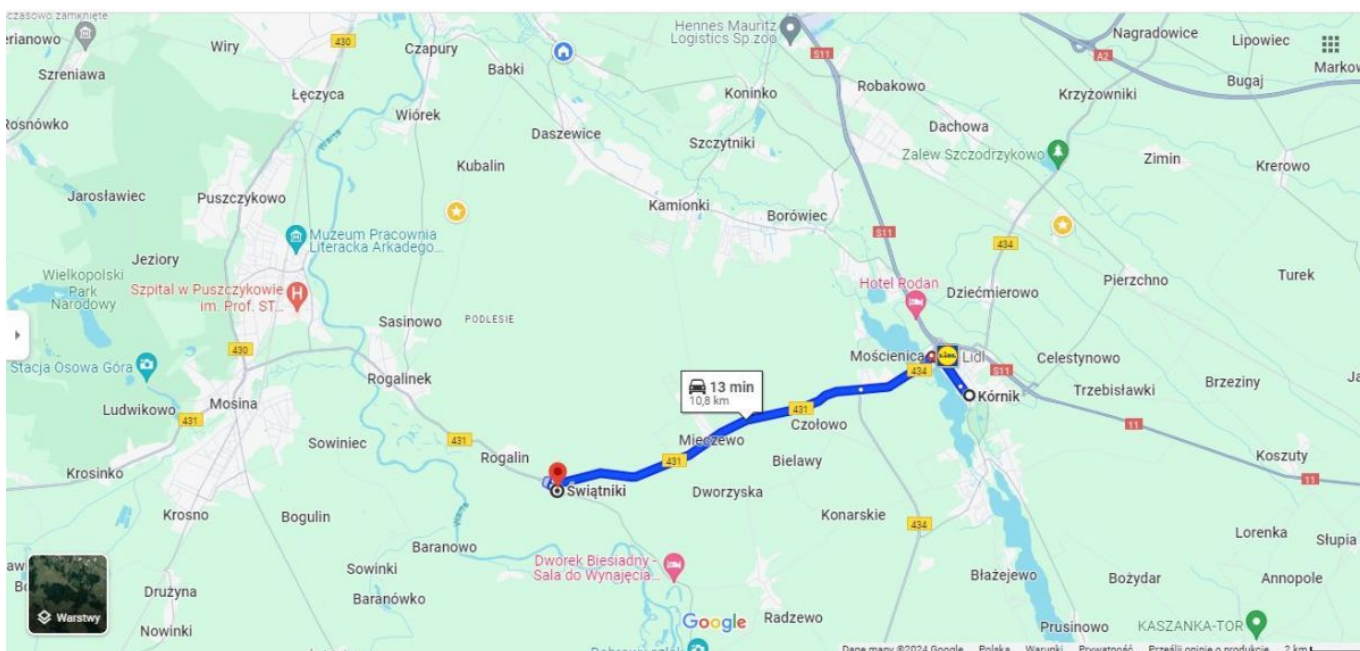 czasowo zamknięte
Hennes Mauritz
Logistics Sp.zoo
Nagradowice
Lipowiec
Wiry
430
Czapury
Babki
S11
A2
Markow
Szreniawa
Łęczyca
Wiórek
Koninko
Robakowo
Krzyżowniki
Bugaj
Rosnówko
Daszewice
Szczytniki
Dachowa
Warta
Kubalin
Zalew Szczodrzykowo
Zimin
Krerowo
Jarosławiec
Puszczykowo
Kamionki
Borówiec
Muzeum Pracownia
Literacka Arkadego...
S11
434
Jeziory
Wielkopolski
Park
Narodowy
Szpital w Puszczykowie
im. Prof. ST...
Hotel Rodan
Dziećmierowo
Pierzchno
Turek
Sasinowo
PODLESIE
430
Stacja Osowa Góra
Rogalinek
Mościenica
Lidl
Lidl
Celestynowo
434
S11
13 min
10,8 km
Kórnik
Trzebisławki
Brzeziny
Ludwikowo
Mosina
431
431
431
Czołowo
11
Sowiniec
Mieczewo
Krosinko
Rogalin
431
Bielawy
Koszuty
11
Świątniki
Dworzyska
Krosno
Bogulin
Konarskie
434
Lorenka
Słupia
Warta
Baranowo
Sowinki
Dworek Biesiadny -
Sala do Wynajęcia...
Błażejewo
Bożydar
Annopole
Drużyna
Baranówko
Warstwy
Google
Radzewo
Nowinki
Prusinowo
KASZANKA-TOR
Dane mapy ©2024 Google Polska Warunki Prywatność Prześlij opinię o produkcie 2 km